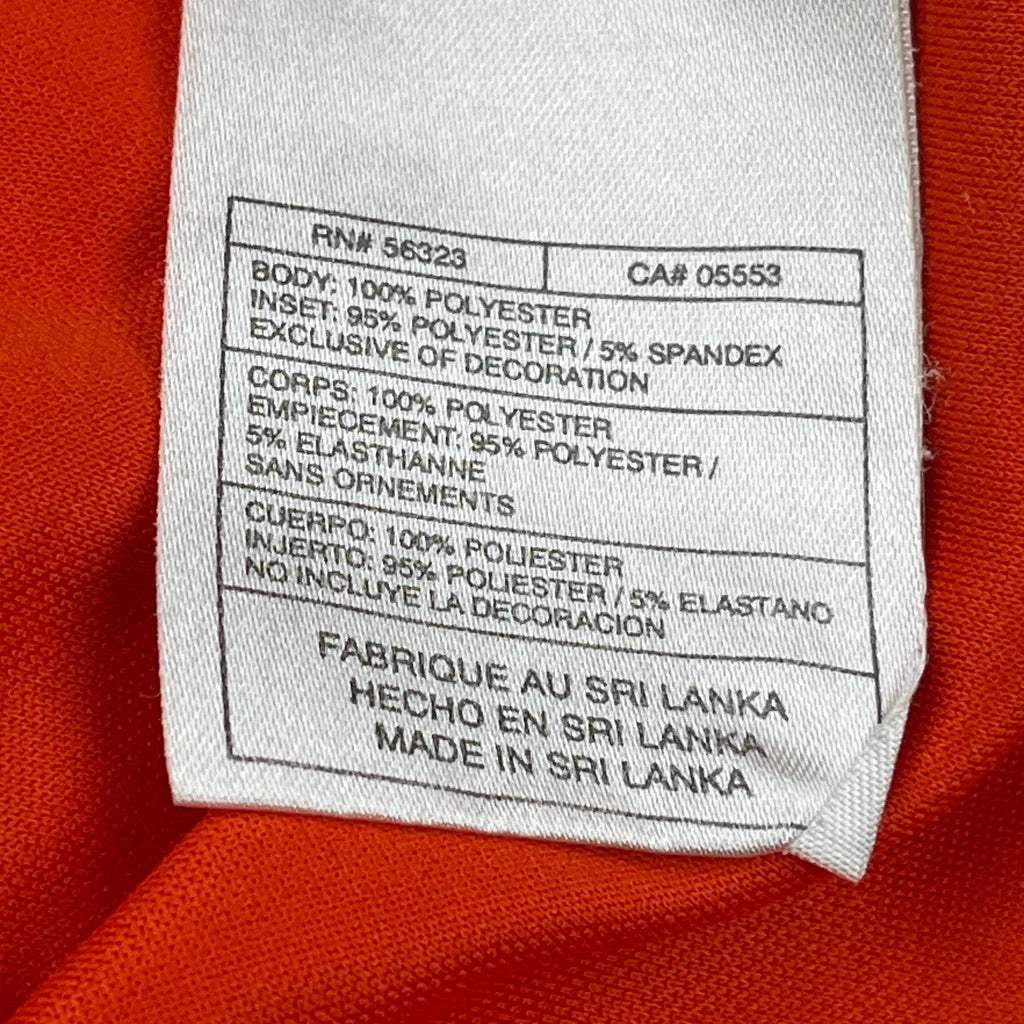 RN# 56323
CA# 05553
BODY: 100% POLYESTER
INSET: 95% POLYESTER / 5% SPANDEX
EXCLUSIVE OF DECORATION
CORPS: 100% POLYESTER
EMPIECEMENT: 95% POLYESTER /
5% ELASTHANNE
SANS ORNEMENTS
CUERPO: 100% POLIESTER
INJERTO: 95% POLIESTER / 5% ELASTANO
NO INCLUYE LA DECORACION
FABRIQUE AU SRI LANKA
HECHO EN SRI LANKA
MADE IN SRI LANKA